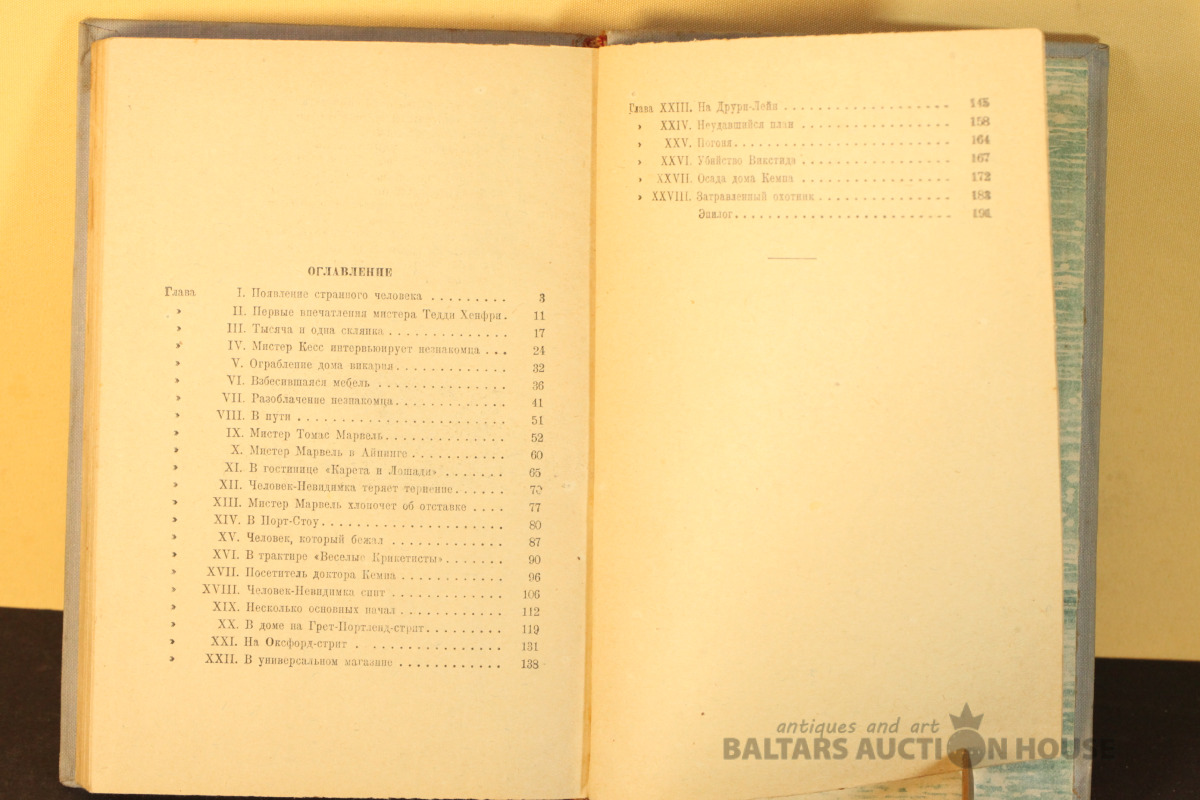 ОГЛАВЛЕНИЕ
Глава I. Появление странного человека . . . . . . . . . 3
» II. Первые впечатления мистера Тедди Хенфри . 11
» III. Тысяча и одна склянка . . . . . . . . . . . . . . 17
» IV. Мистер Кесс интервьюирует незнакомка . . . 24
» V. Ограбление дома викария . . . . . . . . . . . . . 32
» VI. Взбесившаяся мебель . . . . . . . . . . . . . . . 36
» VII. Разоблачение незнакомца . . . . . . . . . . . . . 41
» VIII. В пути . . . . . . . . . . . . . . . . . . . . . . . . 51
» IX. Мистер Томас Марвель . . . . . . . . . . . . . . 52
» X. Мистер Марвель в Айпинге . . . . . . . . . . . 60
» XI. В гостинице «Карета и Лошади» . . . . . . . 65
» XII. Человек-Невидимка теряет терпение . . . . . . 70
» XIII. Мистер Марвель хлопочет об отставке . . . . 77
» XIV. В Порт-Стоу . . . . . . . . . . . . . . . . . . . . . 80
» XV. Человек, который бежал . . . . . . . . . . . . . 87
» XVI. В трактире «Веселые Крикетисты» . . . . . . . 90
» XVII. Посетитель доктора Кемпа . . . . . . . . . . . . 96
» XVIII. Человек-Невидимка спит . . . . . . . . . . . . . 106
» XIX. Несколько основных начал . . . . . . . . . . . . 112
» XX. В доме на Грет-Портленд-стрит . . . . . . . . . 119
» XXI. На Оксфорд-стрит . . . . . . . . . . . . . . . . . 131
» XXII. В универсальном магазине . . . . . . . . . . . . 138
Глава XXIII. На Друри-Лейн . . . . . . . . . . . . . . . . . . . 145
» XXIV. Неудавшийся план . . . . . . . . . . . . . . . . . 158
» XXV. Погоня . . . . . . . . . . . . . . . . . . . . . . . . 164
» XXVI. Убийство Викстида . . . . . . . . . . . . . . . . . 167
» XXVII. Осада дома Кемпа . . . . . . . . . . . . . . . . . 172
» XXVIII. Затравленный охотник . . . . . . . . . . . . . . . 183
Эпилог . . . . . . . . . . . . . . . . . . . . . . . . 191
antiques and art
BALTARS AUCTION HOUSE